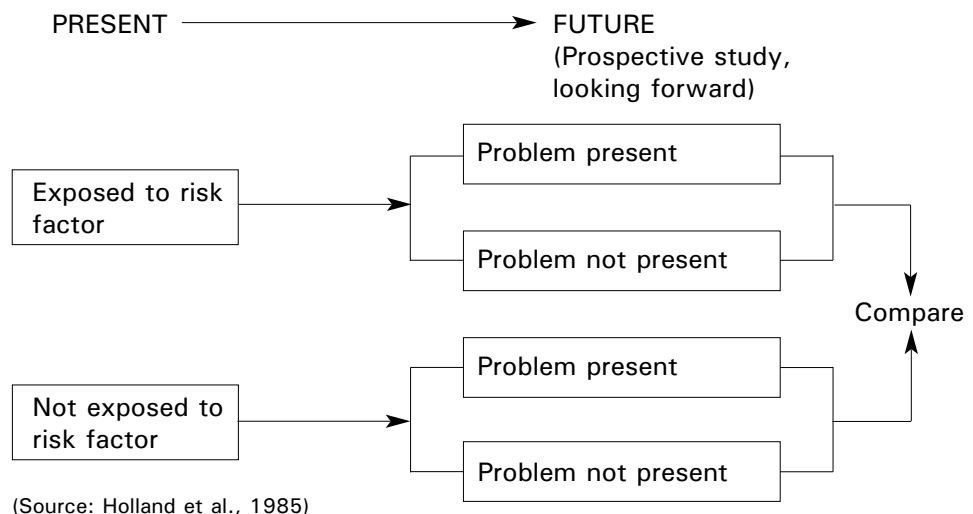 PRESENT
FUTURE
(Prospective study,
looking forward)
Problem present
Exposed to risk
factor
Problem not present
Compare
Problem present
Not exposed to
risk factor
Problem not present
(Source: Holland et al., 1985)